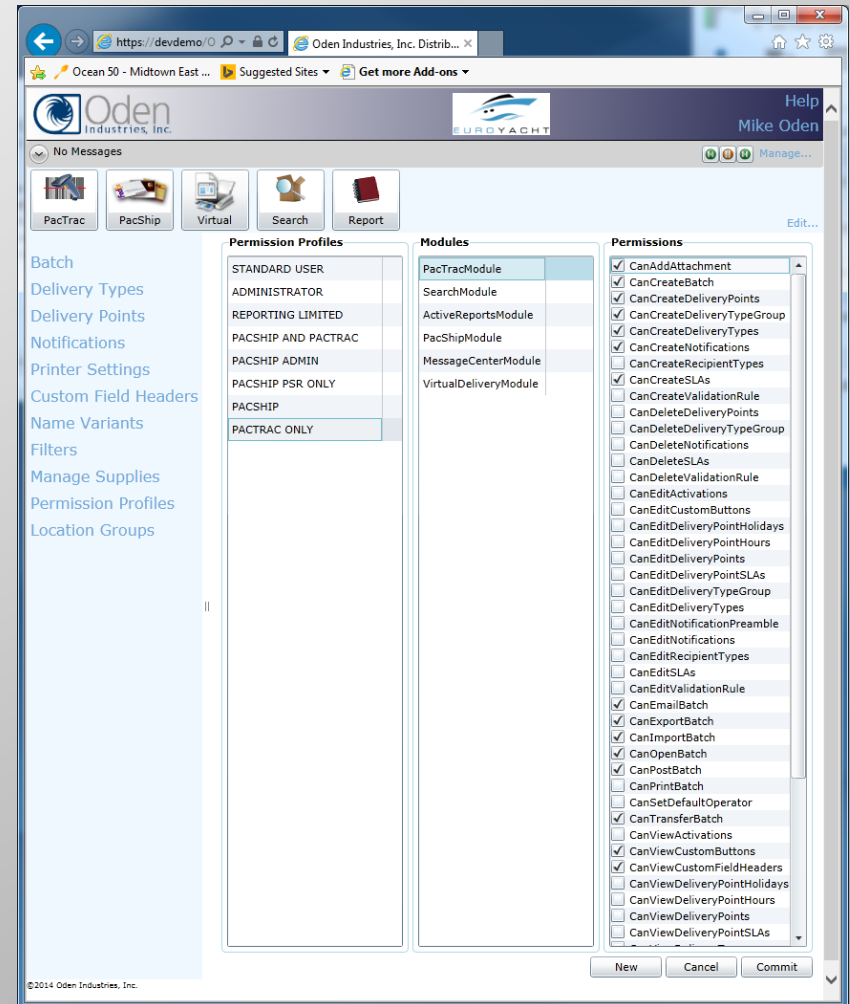 https://devdemo/O
Oden Industries, Inc. Distrib...
Ocean 50 - Midtown East ...
Suggested Sites
Get more Add-ons
Oden
Industries, Inc.
EUROYACHT
Help
Mike Oden
No Messages
Manage...
PacTrac
PacShip
Virtual
Search
Report
Edit...
Batch
Delivery Types
Delivery Points
Notifications
Printer Settings
Custom Field Headers
Name Variants
Filters
Manage Supplies
Permission Profiles
Location Groups
Permission Profiles
STANDARD USER
ADMINISTRATOR
REPORTING LIMITED
PACSHIP AND PACTRAC
PACSHIP ADMIN
PACSHIP PSR ONLY
PACSHIP
PACTRAC ONLY
Modules
PacTracModule
SearchModule
ActiveReportsModule
PacShipModule
MessageCenterModule
VirtualDeliveryModule
Permissions
CanAddAttachment
CanCreateBatch
CanCreateDeliveryPoints
CanCreateDeliveryTypeGroup
CanCreateDeliveryTypes
CanCreateNotifications
CanCreateRecipientTypes
CanCreateSLAs
CanCreateValidationRule
CanDeleteDeliveryPoints
CanDeleteDeliveryTypeGroup
CanDeleteNotifications
CanDeleteSLAs
CanDeleteValidationRule
CanEditActivations
CanEditCustomButtons
CanEditDeliveryPointHolidays
CanEditDeliveryPointHours
CanEditDeliveryPoints
CanEditDeliveryPointSLAs
CanEditDeliveryTypeGroup
CanEditDeliveryTypes
CanEditNotificationPreamble
CanEditNotifications
CanEditRecipientTypes
CanEditSLAs
CanEditValidationRule
CanEmailBatch
CanExportBatch
CanImportBatch
CanOpenBatch
CanPostBatch
CanPrintBatch
CanSetDefaultOperator
CanTransferBatch
CanViewActivations
CanViewCustomButtons
CanViewCustomFieldHeaders
CanViewDeliveryPointHolidays
CanViewDeliveryPointHours
CanViewDeliveryPoints
CanViewDeliveryPointSLAs
New
Cancel
Commit
©2014 Oden Industries, Inc.